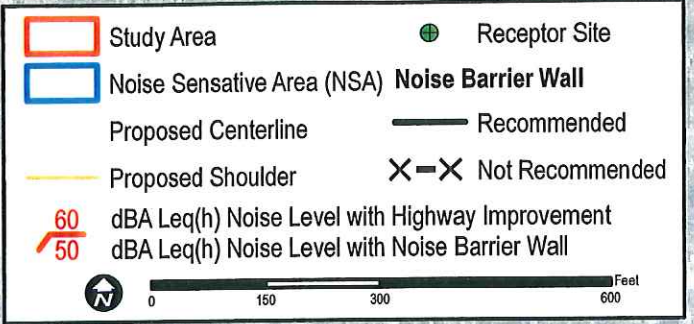 Study Area
Receptor Site
Noise Sensative Area (NSA)
Noise Barrier Wall
Proposed Centerline
Recommended
Proposed Shoulder
Not Recommended
60 dBA Leq(h) Noise Level with Highway Improvement
50 dBA Leq(h) Noise Level with Noise Barrier Wall
N
Feet
0 150 300 600